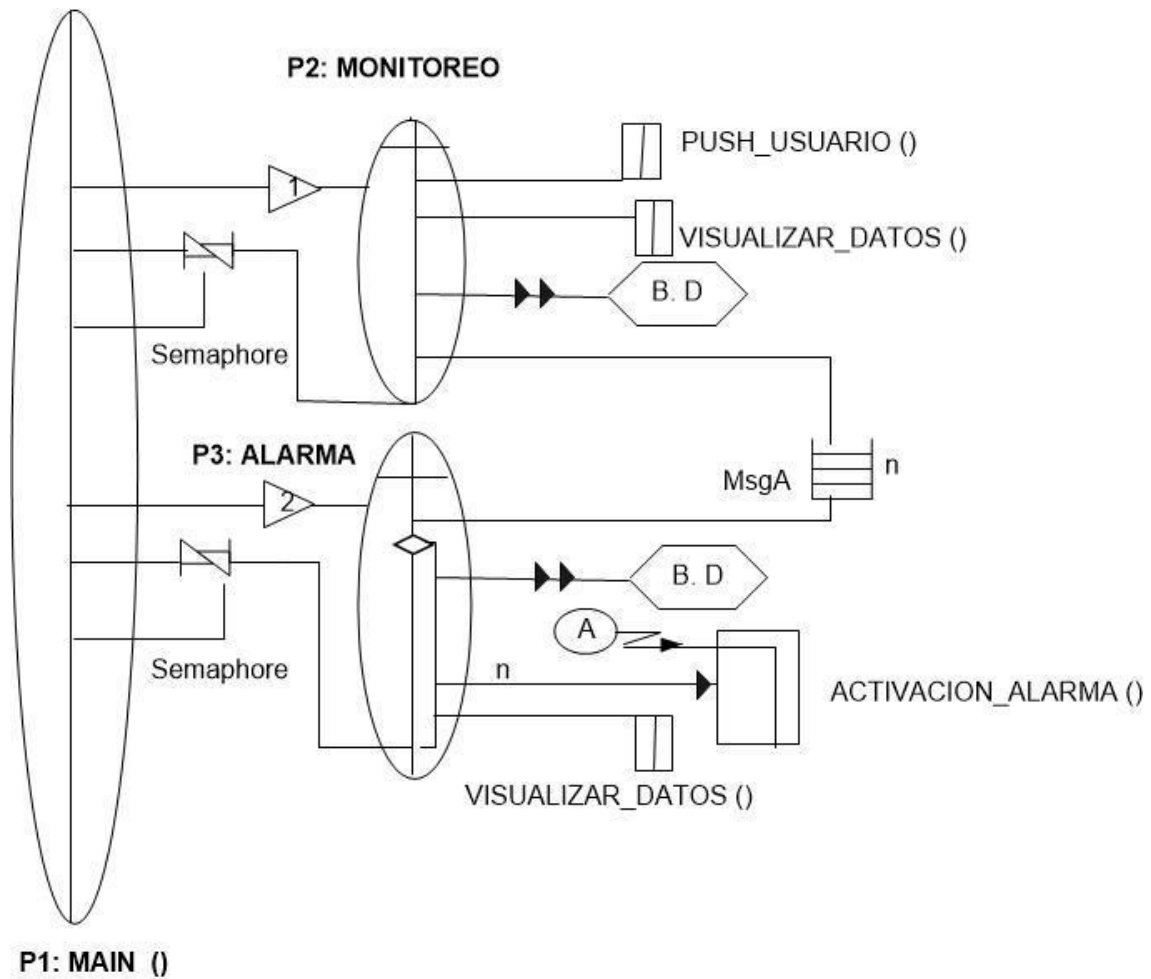 P2: MONITOREO
PUSH_USUARIO ()
1
VISUALIZAR_DATOS ()
B. D
Semaphore
P3: ALARMA
MsgA
n
2
B. D
A
Semaphore
n
ACTIVACION_ALARMA ()
VISUALIZAR_DATOS ()
P1: MAIN ()